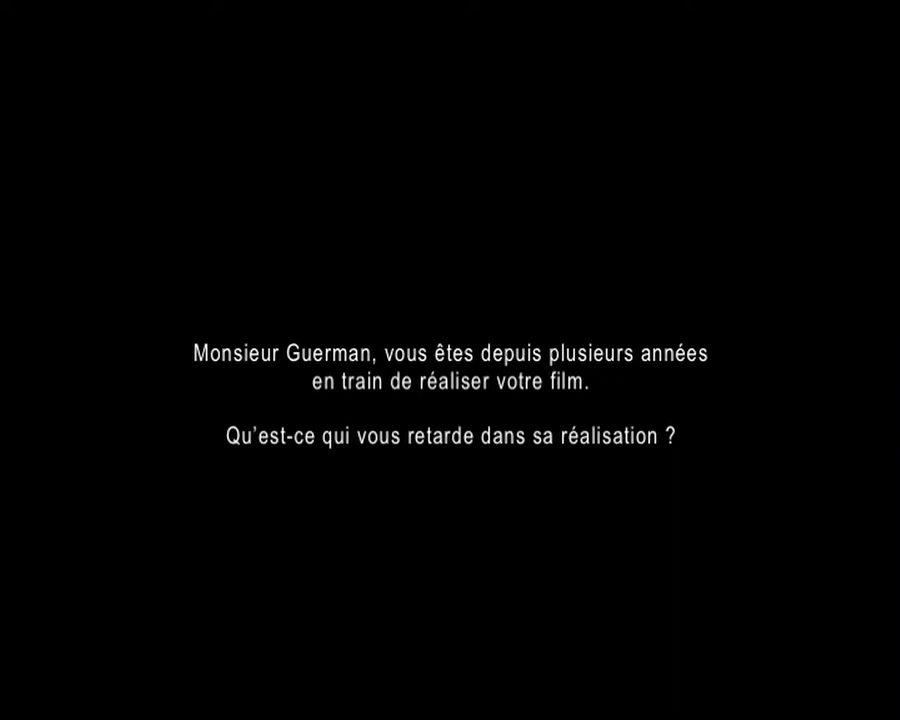 Monsieur Guerman, vous êtes depuis plusieurs années
en train de réaliser votre film.
Qu'est-ce qui vous retarde dans sa réalisation ?